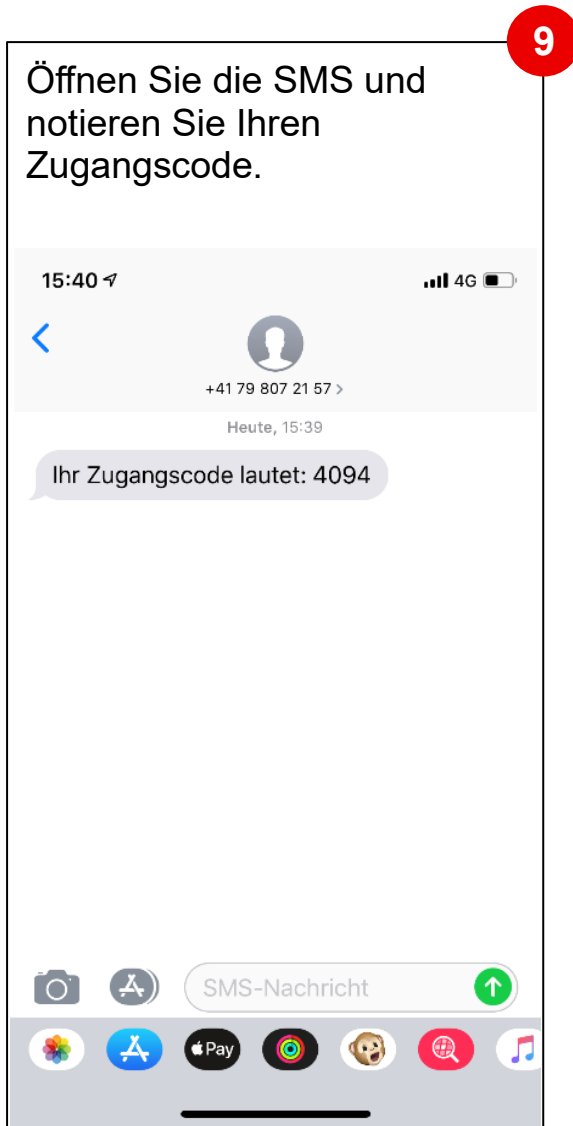 9
Öffnen Sie die SMS und
notieren Sie Ihren
Zugangscode.
15:40 4G
+41 79 807 21 57 >
Heute, 15:39
Ihr Zugangscode lautet: 4094
SMS-Nachricht
Pay